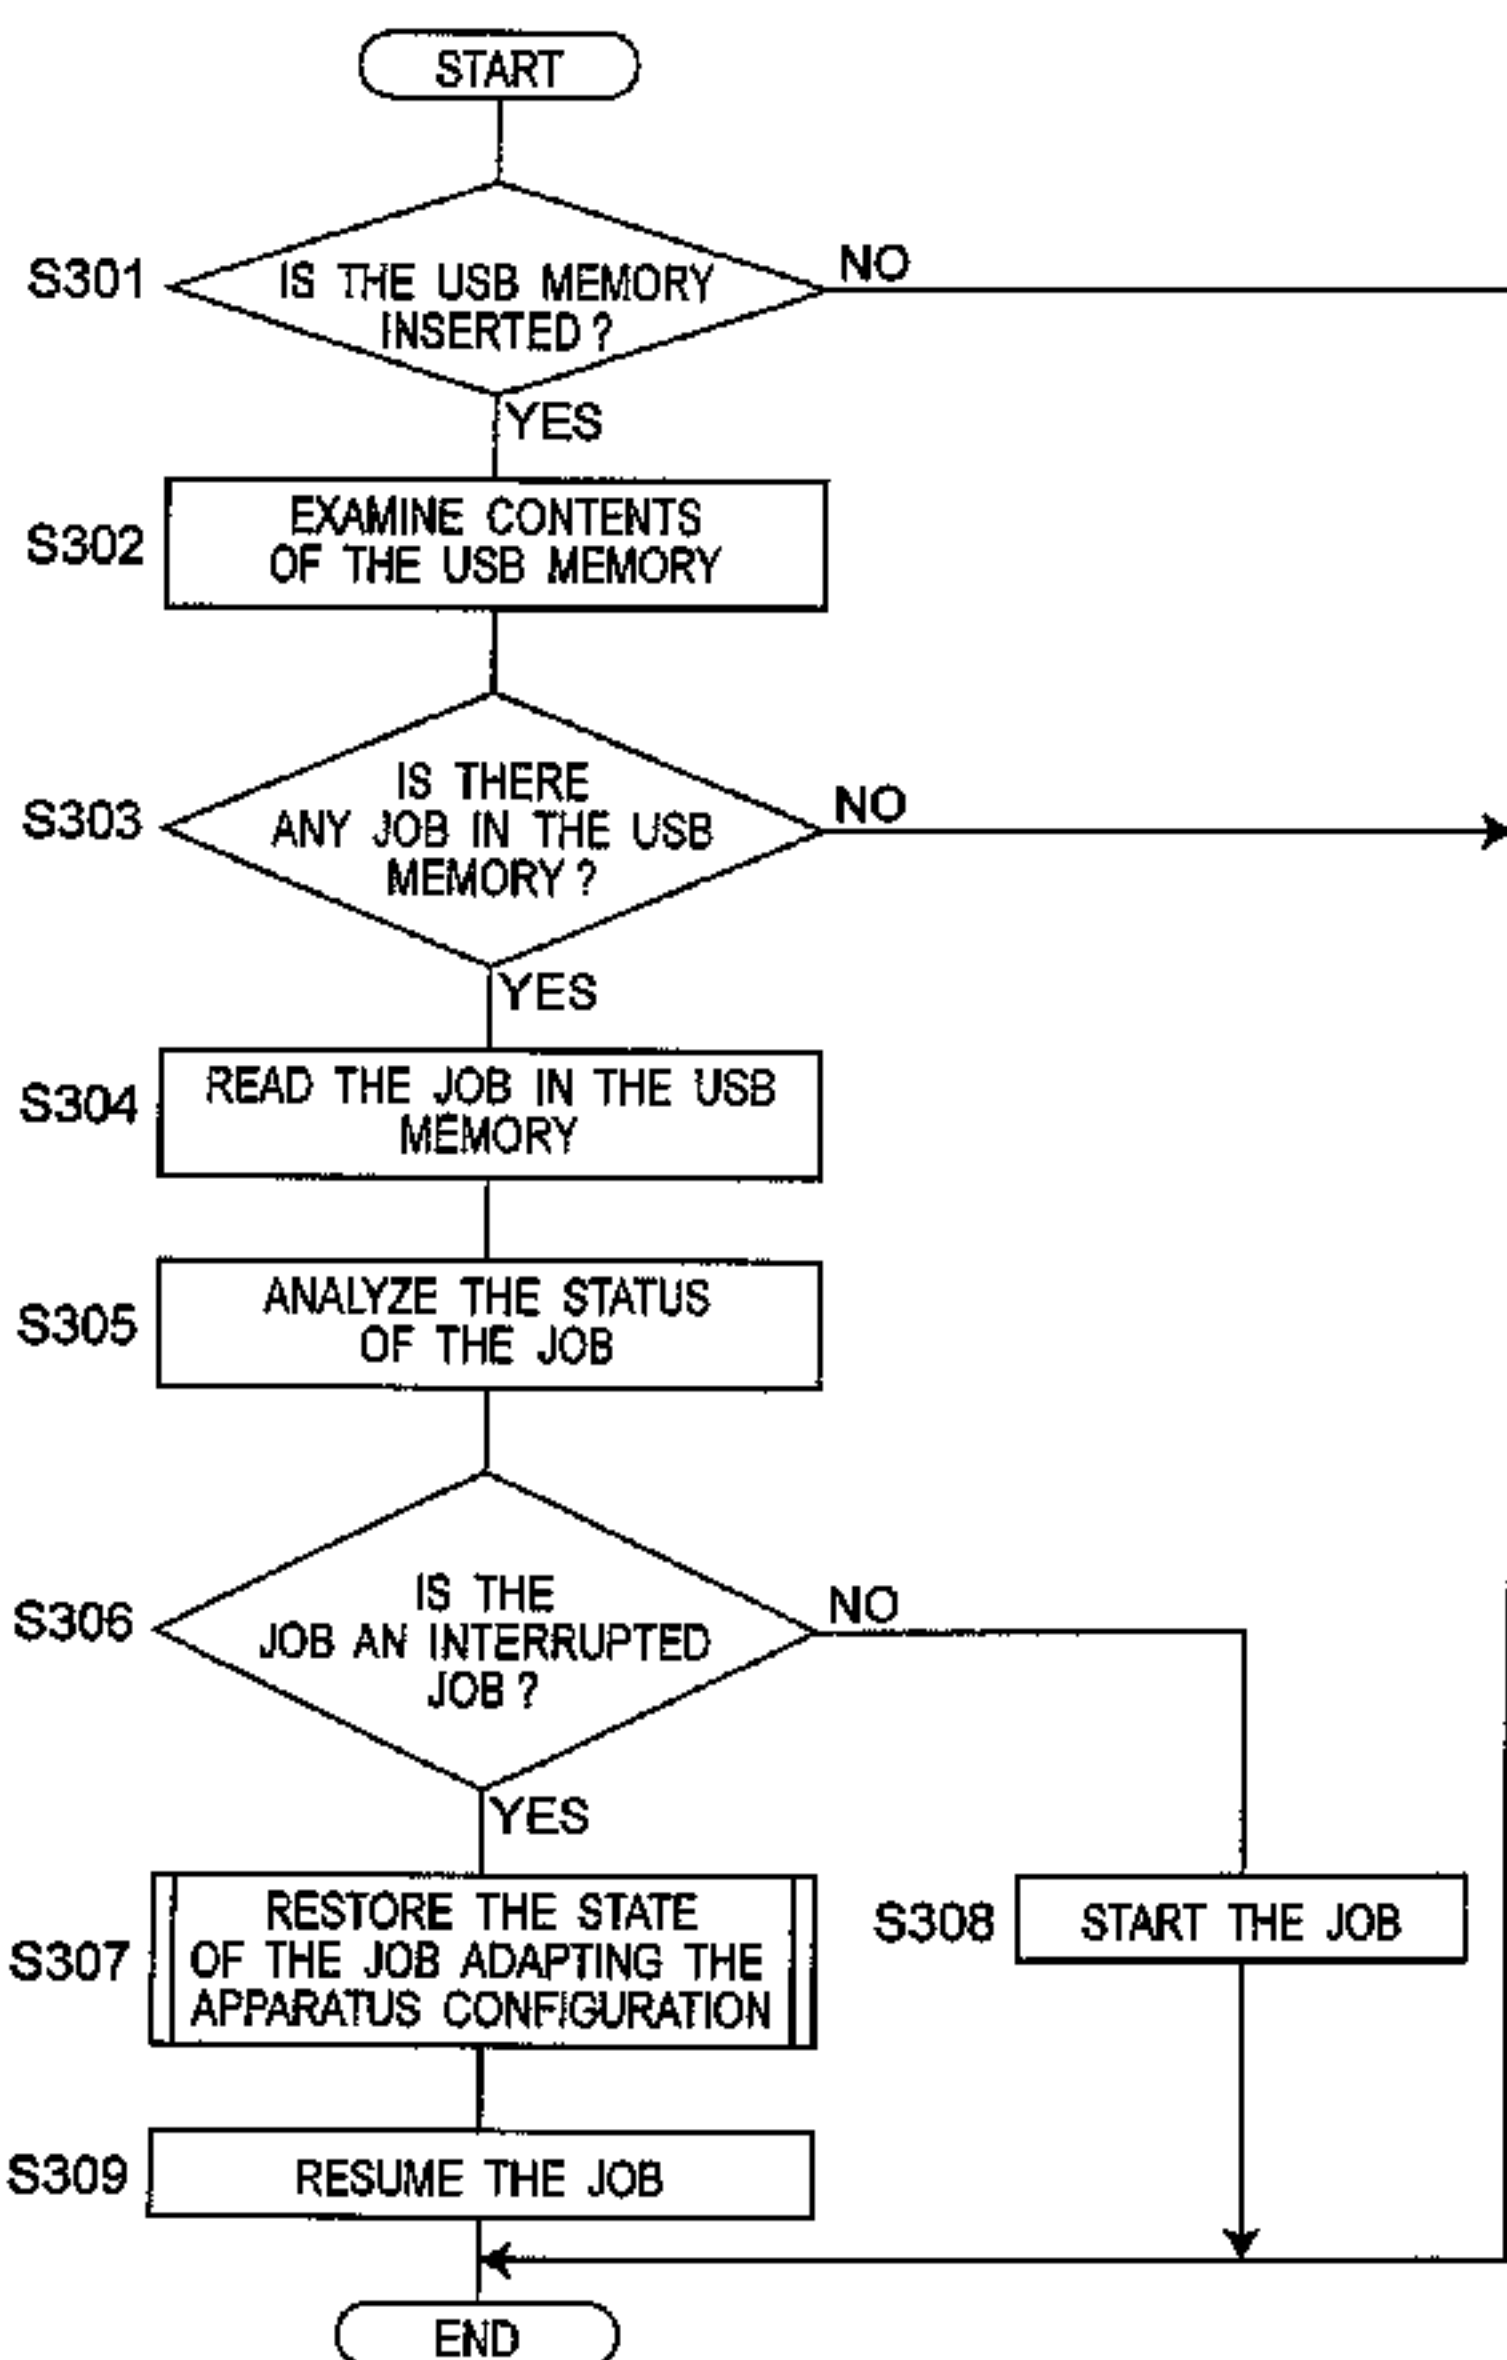 START
S301
IS THE USB MEMORY
INSERTED?
NO
YES
S302
EXAMINE CONTENTS
OF THE USB MEMORY
S303
IS THERE
ANY JOB IN THE USB
MEMORY?
NO
YES
S304
READ THE JOB IN THE USB
MEMORY
S305
ANALYZE THE STATUS
OF THE JOB
S306
IS THE
JOB AN INTERRUPTED
JOB?
NO
YES
S307
RESTORE THE STATE
OF THE JOB ADAPTING THE
APPARATUS CONFIGURATION
S308
START THE JOB
S309
RESUME THE JOB
END